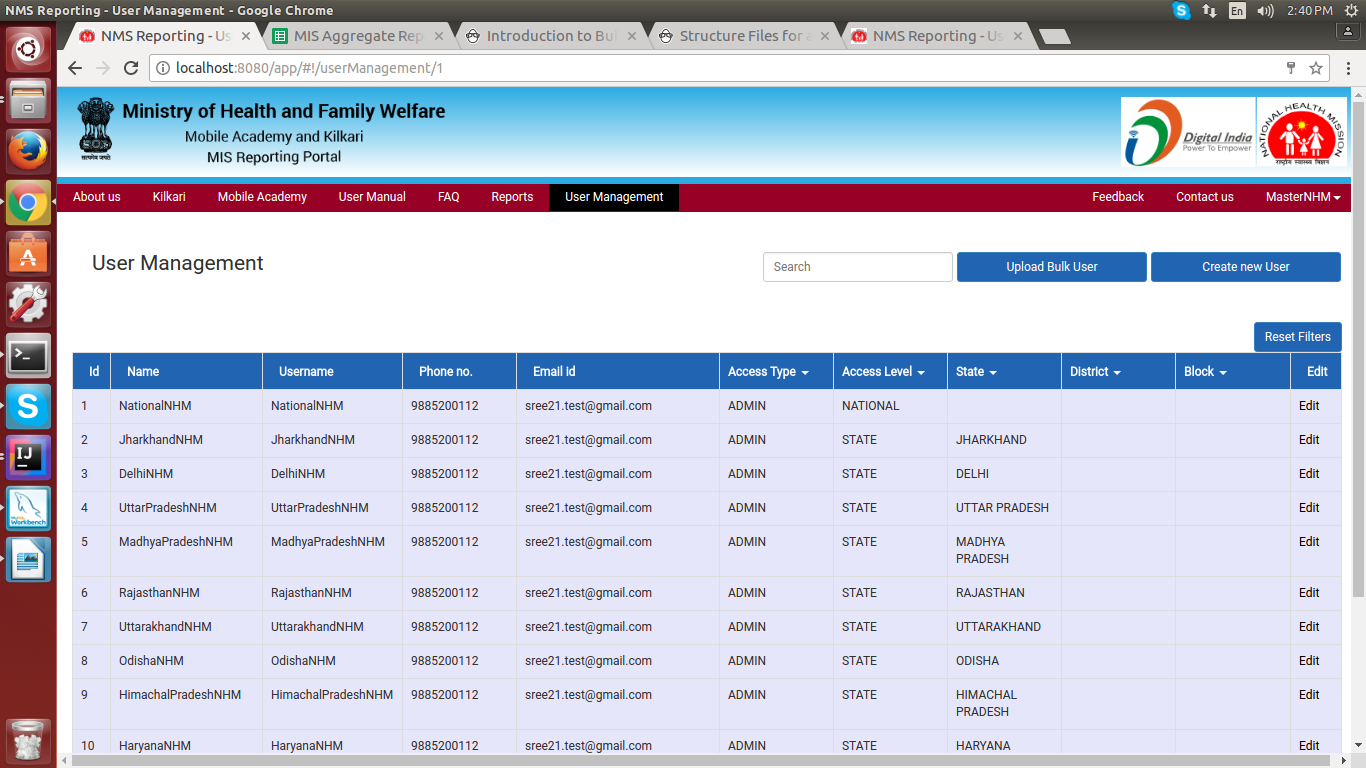 NMS Reporting - User Management - Google Chrome
En
2:40 PM
NMS Reporting - Us
MIS Aggregate Rep
Introduction to Bul
Structure Files for a
NMS Reporting - Us
localhost:8080/app/#!/userManagement/1
Ministry of Health and Family Welfare
Mobile Academy and Kilkari
MIS Reporting Portal
सत्यमेव जयते
Digital India
Power To Empower
NATIONAL HEALTH MISSION
राष्ट्रीय स्वास्थ्य मिशन
About us Kilkari Mobile Academy User Manual FAQ Reports User Management Feedback Contact us MasterNHM
User Management
Search
Upload Bulk User
Create new User
Reset Filters
Id Name Username Phone no. Email id Access Type Access Level State District Block Edit
1 NationalNHM NationalNHM 9885200112 sree21.test@gmail.com ADMIN NATIONAL Edit
2 JharkhandNHM JharkhandNHM 9885200112 sree21.test@gmail.com ADMIN STATE JHARKHAND Edit
3 DelhiNHM DelhiNHM 9885200112 sree21.test@gmail.com ADMIN STATE DELHI Edit
4 UttarPradeshNHM UttarPradeshNHM 9885200112 sree21.test@gmail.com ADMIN STATE UTTAR PRADESH Edit
5 MadhyaPradeshNHM MadhyaPradeshNHM 9885200112 sree21.test@gmail.com ADMIN STATE MADHYA Edit
PRADESH
6 RajasthanNHM RajasthanNHM 9885200112 sree21.test@gmail.com ADMIN STATE RAJASTHAN Edit
7 UttarakhandNHM UttarakhandNHM 9885200112 sree21.test@gmail.com ADMIN STATE UTTARAKHAND Edit
8 OdishaNHM OdishaNHM 9885200112 sree21.test@gmail.com ADMIN STATE ODISHA Edit
9 HimachalPradeshNHM HimachalPradeshNHM 9885200112 sree21.test@gmail.com ADMIN STATE HIMACHAL Edit
PRADESH
10 HaryanaNHM HaryanaNHM 9885200112 sree21.test@gmail.com ADMIN STATE HARYANA Edit
IJ
Workbench